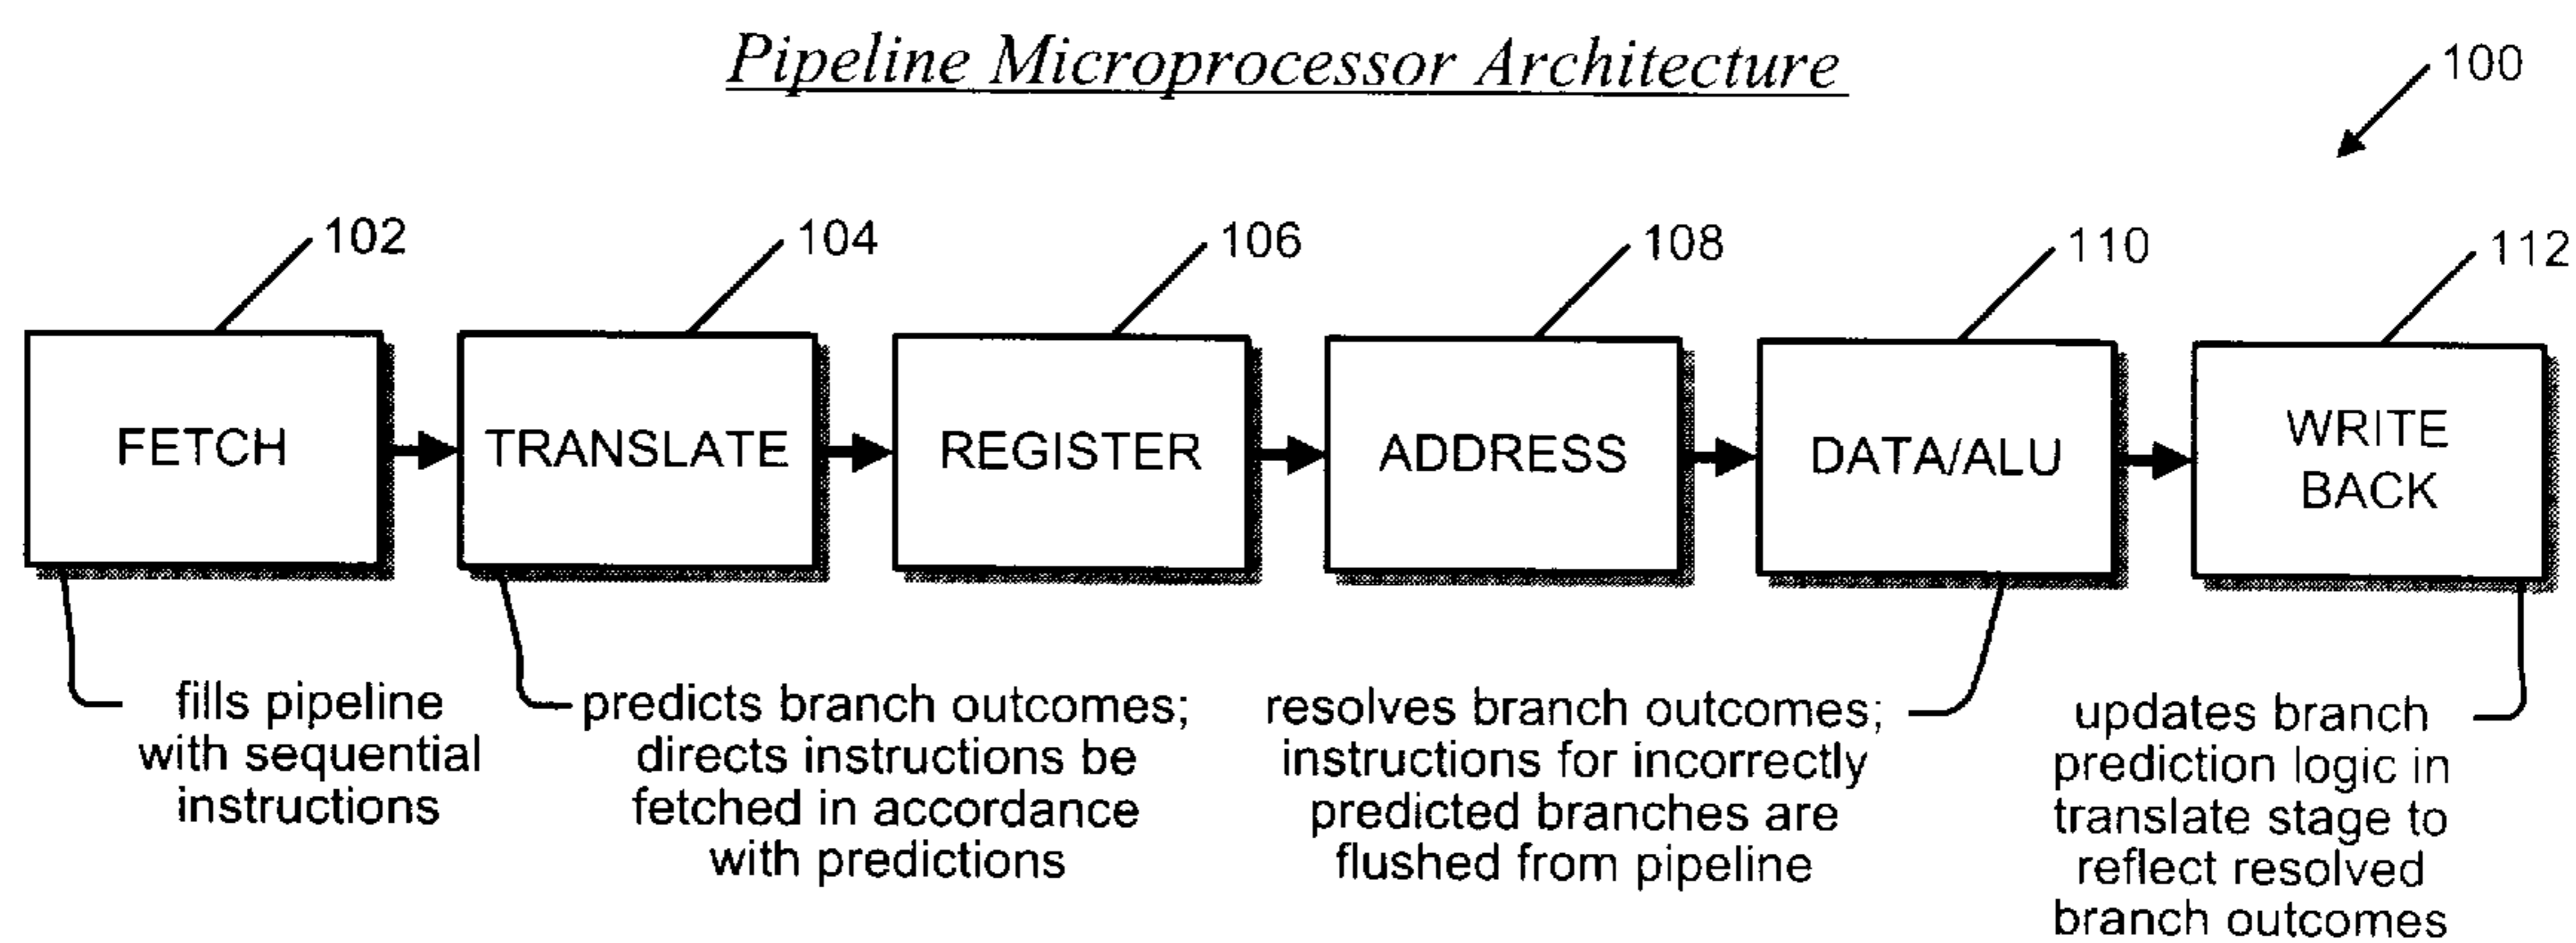 Pipeline Microprocessor Architecture
100
102
104
106
108
110
112
FETCH
TRANSLATE
REGISTER
ADDRESS
DATA/ALU
WRITE
BACK
fills pipeline
with sequential
instructions
predicts branch outcomes;
directs instructions be
fetched in accordance
with predictions
resolves branch outcomes;
instructions for incorrectly
predicted branches are
flushed from pipeline
updates branch
prediction logic in
translate stage to
reflect resolved
branch outcomes